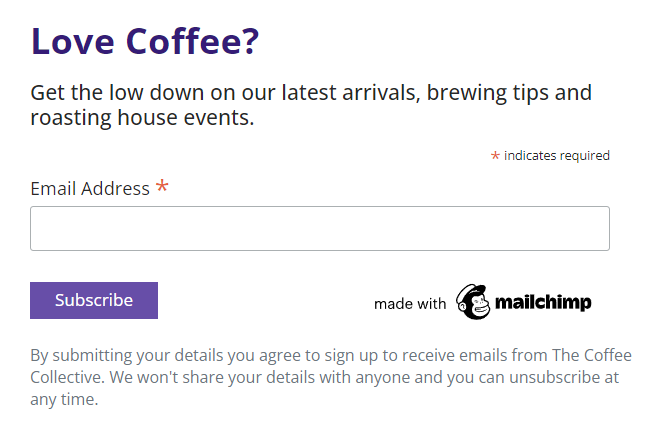 Love Coffee?
Get the low down on our latest arrivals, brewing tips and
roasting house events.
* indicates required
Email Address *
Subscribe
made with mailchimp
By submitting your details you agree to sign up to receive emails from The Coffee
Collective. We won't share your details with anyone and you can unsubscribe at
any time.